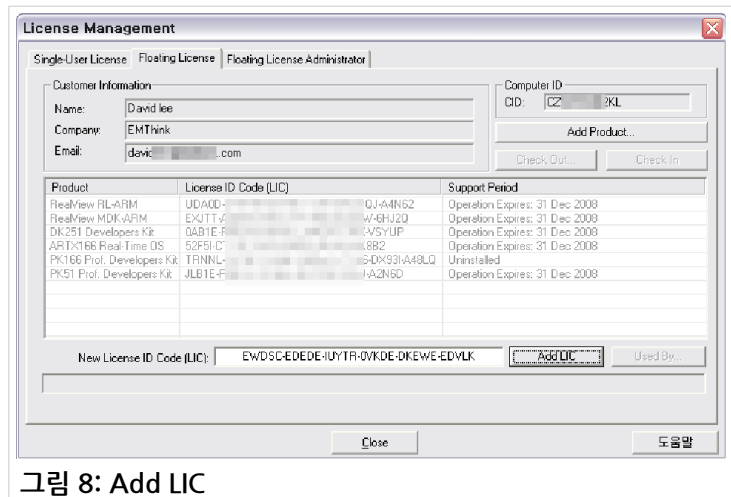 License Management
Single-User License Floating License Floating License Administrator
Customer Information
Name: David lee
Company: EMThink
Email: david .com
Computer ID
CID: CZ 2KL
Add Product...
Check Out... Check In
Product License ID Code (LIC) Support Period
RealView RL-ARM UDA0D- QJ-A4N62 Operation Expires: 31 Dec 2008
RealView MDK-ARM EXJTT- -6HJ2Q Operation Expires: 31 Dec 2008
DK251 Developers Kit 0AB1E- -VSYUP Operation Expires: 31 Dec 2008
ARTX166 Real-Time OS 52F5I- 8B2 Operation Expires: 31 Dec 2008
PK166 Prof. Developers Kit TRNNL- -DX93I-A48LQ Uninstalled
PK51 Prof. Developers Kit JLB1E- -A2N6D Operation Expires: 31 Dec 2008
New License ID Code (LIC): EWDSC-EDEDE-IUYTR-0VKDE-DKEWE-EDVLK Add LIC Used By...
Close 도움말
그림 8: Add LIC